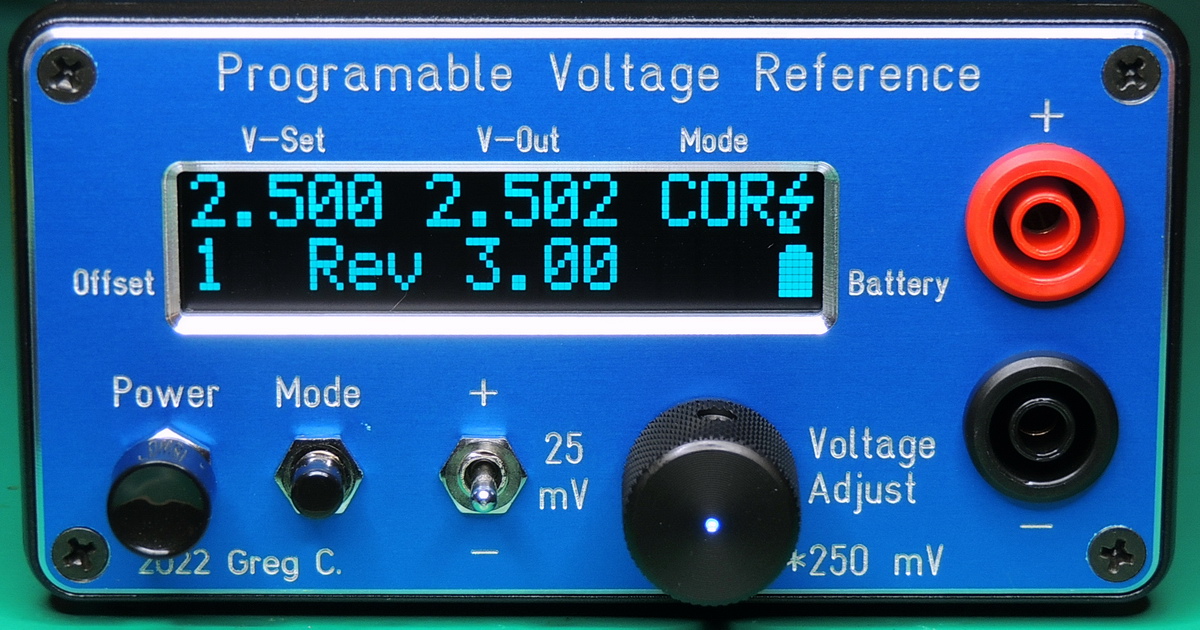 Programable Voltage Reference
V-Set V-Out Mode +
2.500 2.502 COR
1 Rev 3.00
Offset Battery
Power Mode +
25
mV
Voltage
Adjust
- -
2022 Greg C. *250 mV